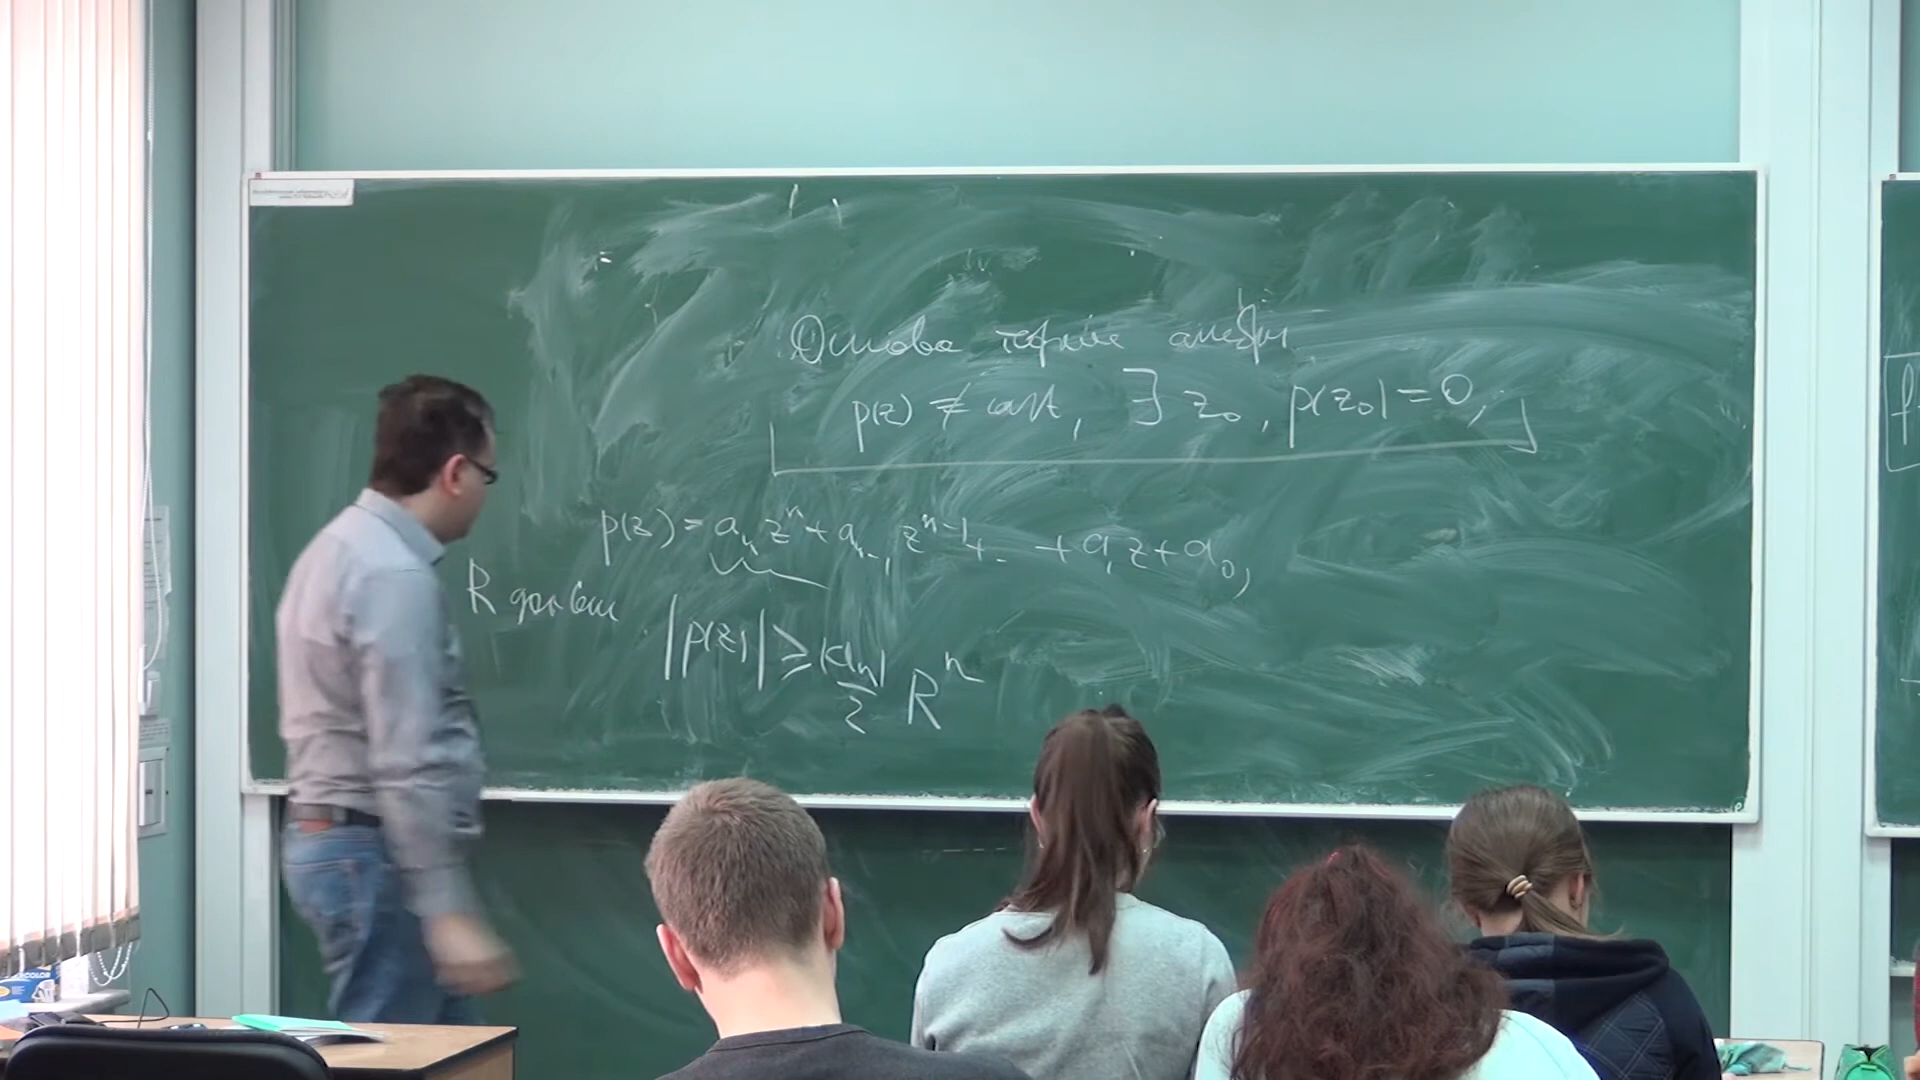 Основна теорема алгебри
p(z) ≠ const, ∃ z₀, p(z₀) = 0,
p(z) = aₙzⁿ + aₙ₋₁zⁿ⁻¹ + .. + a₁z + a₀,
R
|p(z)| ≥ |aₙ|/2 Rⁿ